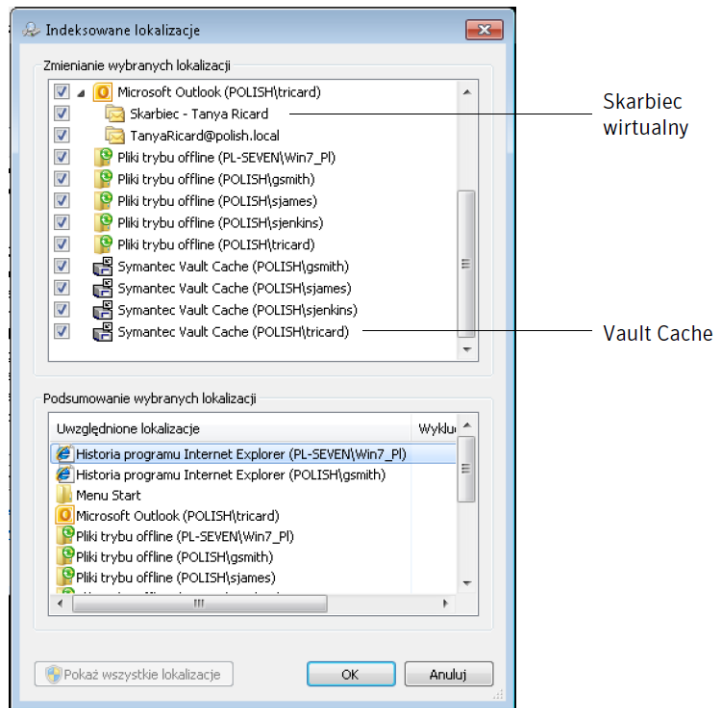 Indeksowane lokalizacje
Zmienianie wybranych lokalizacji
Microsoft Outlook (POLISH\tricard)
Skarbiec - Tanya Ricard
TanyaRicard@polish.local
Pliki trybu offline (PL-SEVEN\Win7_Pl)
Pliki trybu offline (POLISH\gsmith)
Pliki trybu offline (POLISH\sjames)
Pliki trybu offline (POLISH\sjenkins)
Pliki trybu offline (POLISH\tricard)
Symantec Vault Cache (POLISH\gsmith)
Symantec Vault Cache (POLISH\sjames)
Symantec Vault Cache (POLISH\sjenkins)
Symantec Vault Cache (POLISH\tricard)
Skarbiec
wirtualny
Vault Cache
Podsumowanie wybranych lokalizacji
Uwzględnione lokalizacje Wyklu
Historia programu Internet Explorer (PL-SEVEN\Win7_Pl)
Historia programu Internet Explorer (POLISH\gsmith)
Menu Start
Microsoft Outlook (POLISH\tricard)
Pliki trybu offline (PL-SEVEN\Win7_Pl)
Pliki trybu offline (POLISH\gsmith)
Pliki trybu offline (POLISH\sjames)
Pokaż wszystkie lokalizacje OK Anuluj